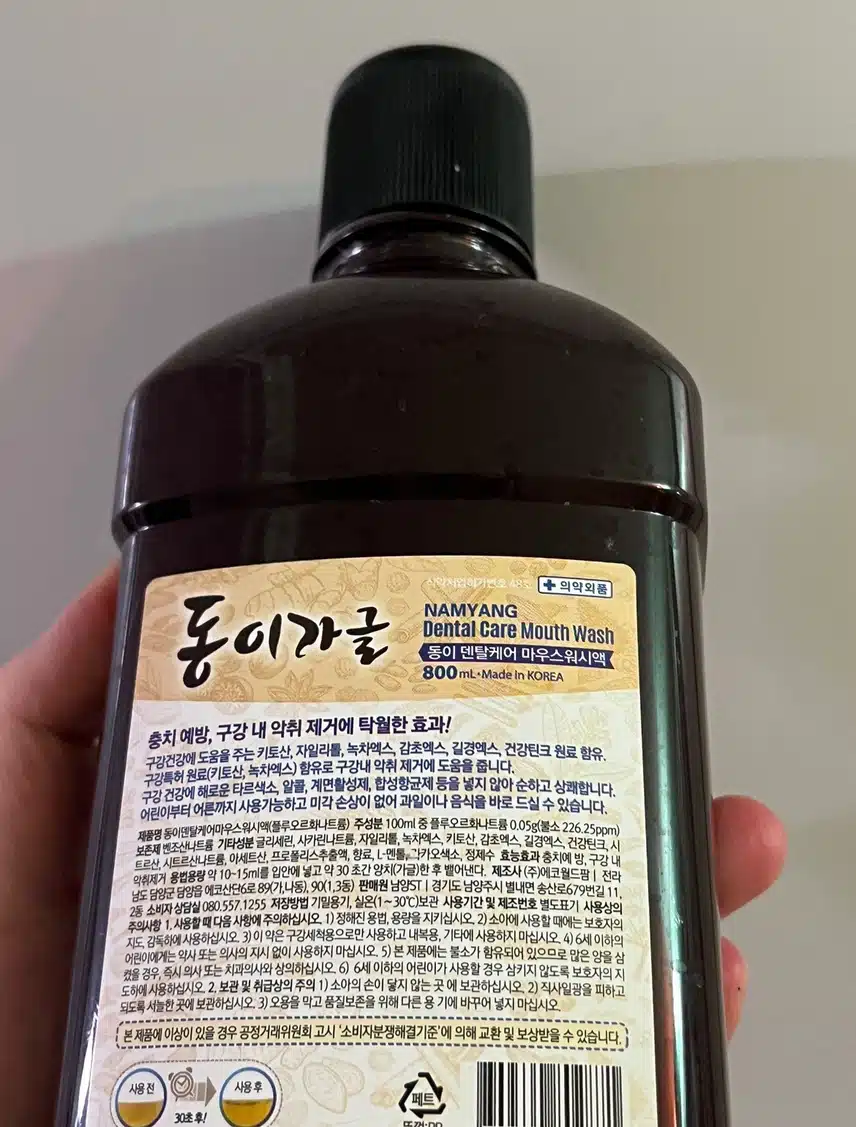 식약처업허가번호 48호
의약외품
동이가글
NAMYANG
Dental Care Mouth Wash
동이 덴탈케어 마우스워시액
800mL•Made In KOREA
충치 예방, 구강 내 악취 제거에 탁월한 효과!
구강건강에 도움을 주는 키토산, 자일리톨, 녹차엑스, 감초엑스, 길경엑스, 건강틴크 원료 함유.
구강특허 원료(키토산, 녹차엑스) 함유로 구강내 악취 제거에 도움을 줍니다.
구강 건강에 해로운 타르색소, 알콜, 계면활성제, 합성향균제 등을 넣지 않아 순하고 상쾌합니다.
어린이부터 어른까지 사용가능하고 미각 손상이 없어 과일이나 음식을 바로 드실 수 있습니다.
제품명 동이덴탈케어마우스워시액(플루오르화나트륨) 주성분 100ml 중 플루오르화나트륨 0.05g(불소 226.25ppm)
보존제 벤조산나트륨 기타성분 글리세린, 사카린나트륨, 자일리톨, 녹차엑스, 키토산, 감초엑스, 길경엑스, 건강틴크, 시
트르산, 시트르산나트륨, 아세트산, 프로폴리스추출액, 향료, L-멘톨, 카카오색소, 정제수 효능효과 충치예 방, 구강 내
악취제거 용법용량 약 10~15ml를 입안에 넣고 약 30 초간 양치(가글)한 후 뱉어낸다. 제조사 (주)에코월드팜 | 전라
남도 담양군 담양읍 에코산단6로 89(가,나동), 90(1,3동) 판매원 남양ST | 경기도 남양주시 별내면 송산로679번길 11,
2동 소비자 상담실 080.557.1255 저장방법 기밀용기, 실온(1~30℃)보관 사용기간 및 제조번호 별도표기 사용상의
주의사항 1. 사용할 때 다음 사항에 주의하십시오. 1) 정해진 용법, 용량을 지키십시오. 2) 소아에 사용할 때에는 보호자의
지도, 감독하에 사용하십시오. 3) 이 약은 구강세척용으로만 사용하고 내복용, 기타에 사용하지 마십시오. 4) 6세 이하의
어린이에게는 약사 또는 의사의 지시 없이 사용하지 마십시오. 5) 본 제품에는 불소가 함유되어 있으므로 많은 양을 삼
켰을 경우, 즉시 의사 또는 치과의사와 상의하십시오. 6) 6세 이하의 어린이가 사용할 경우 삼키지 않도록 보호자의 지
도하에 사용하십시오. 2. 보관 및 취급상의 주의 1) 소아의 손이 닿지 않는 곳 에 보관하십시오. 2) 직사일광을 피하고
되도록 서늘한 곳에 보관하십시오. 3) 오용을 막고 품질보존을 위해 다른 용 기에 바꾸어 넣지 마십시오.
본 제품에 이상이 있을 경우 공정거래위원회 고시 '소비자분쟁해결기준'에 의해 교환 및 보상받을 수 있습니다.
사용 전
사용 후
30초 후!
페트